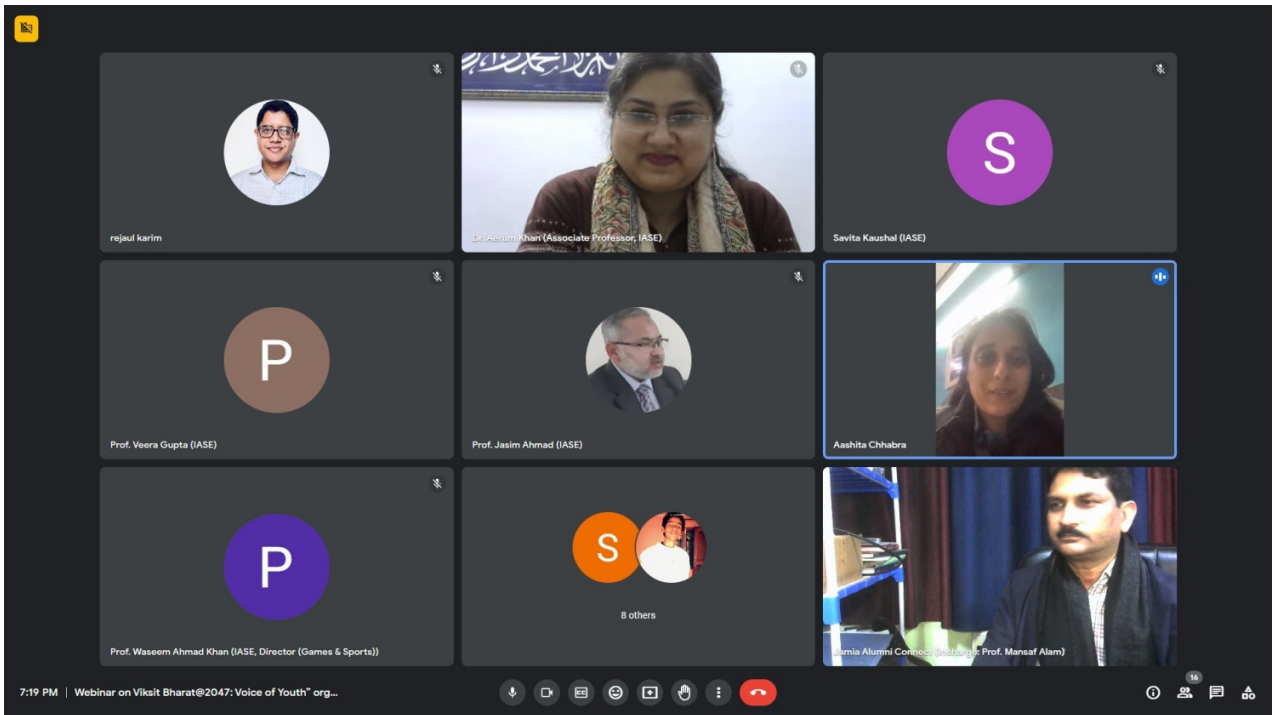 rejaul karim
Dr. Aerum Khan (Associate Professor, IASE)
S
Savita Kaushal (IASE)
P
Prof. Veera Gupta (IASE)
Prof. Jasim Ahmad (IASE)
Aashita Chhabra
P
Prof. Waseem Ahmad Khan (IASE, Director (Games & Sports))
S
8 others
Jamia Alumni Connect (Incharge: Prof. Mansaf Alam)
7:19 PM | Webinar on Viksit Bharat@2047: Voice of Youth" org...
CC
16